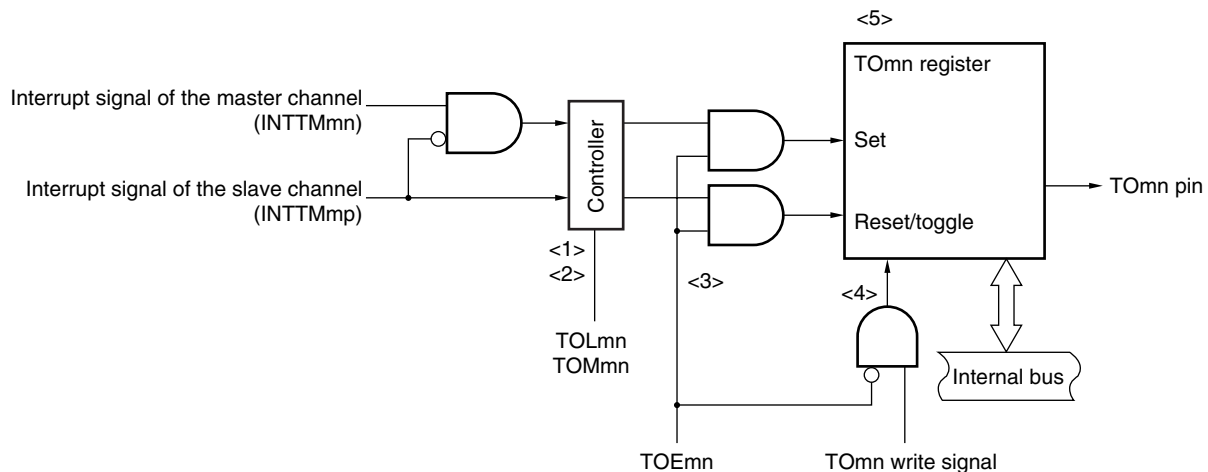 <5>
TOmn register
Interrupt signal of the master channel
(INTTMmn)
Set
Interrupt signal of the slave channel
(INTTMmp)
Controller
TOmn pin
Reset/toggle
<1>
<2>
<3>
<4>
TOLmn
TOMmn
Internal bus
TOEmn
TOmn write signal